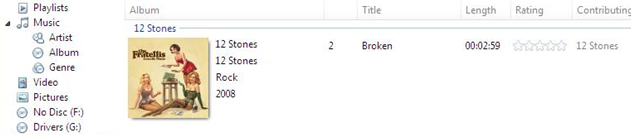 Playlists
Music
Artist
Album
Genre
Video
Pictures
No Disc (F:)
Drivers (G:)
Album Title Length Rating Contributing
12 Stones
The Fratellis
12 Stones 2 Broken 00:02:59 12 Stones
12 Stones
Rock
2008